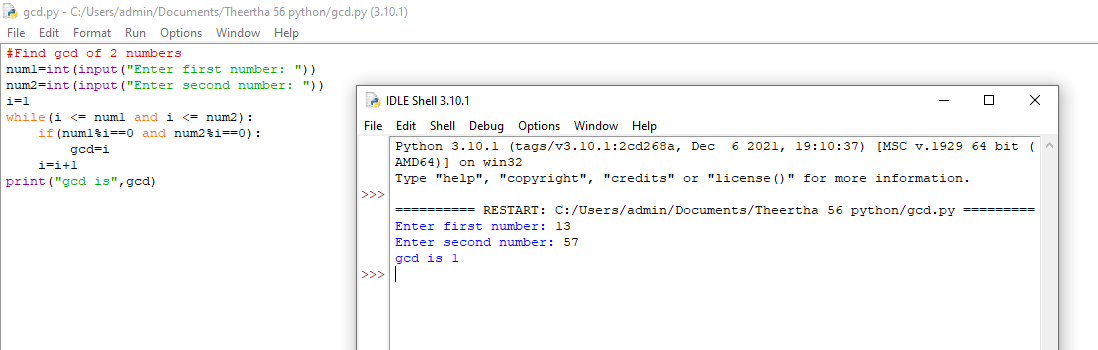 gcd.py - C:/Users/admin/Documents/Theertha 56 python/gcd.py (3.10.1)
File Edit Format Run Options Window Help
#Find gcd of 2 numbers
num1=int(input("Enter first number: "))
num2=int(input("Enter second number: "))
i=1
while(i <= num1 and i <= num2):
    if(num1%i==0 and num2%i==0):
        gcd=i
    i=i+1
print("gcd is",gcd)
IDLE Shell 3.10.1
File Edit Shell Debug Options Window Help
Python 3.10.1 (tags/v3.10.1:2cd268a, Dec  6 2021, 19:10:37) [MSC v.1929 64 bit (
AMD64)] on win32
Type "help", "copyright", "credits" or "license()" for more information.
>>>
========== RESTART: C:/Users/admin/Documents/Theertha 56 python/gcd.py =========
Enter first number: 13
Enter second number: 57
gcd is 1
>>>